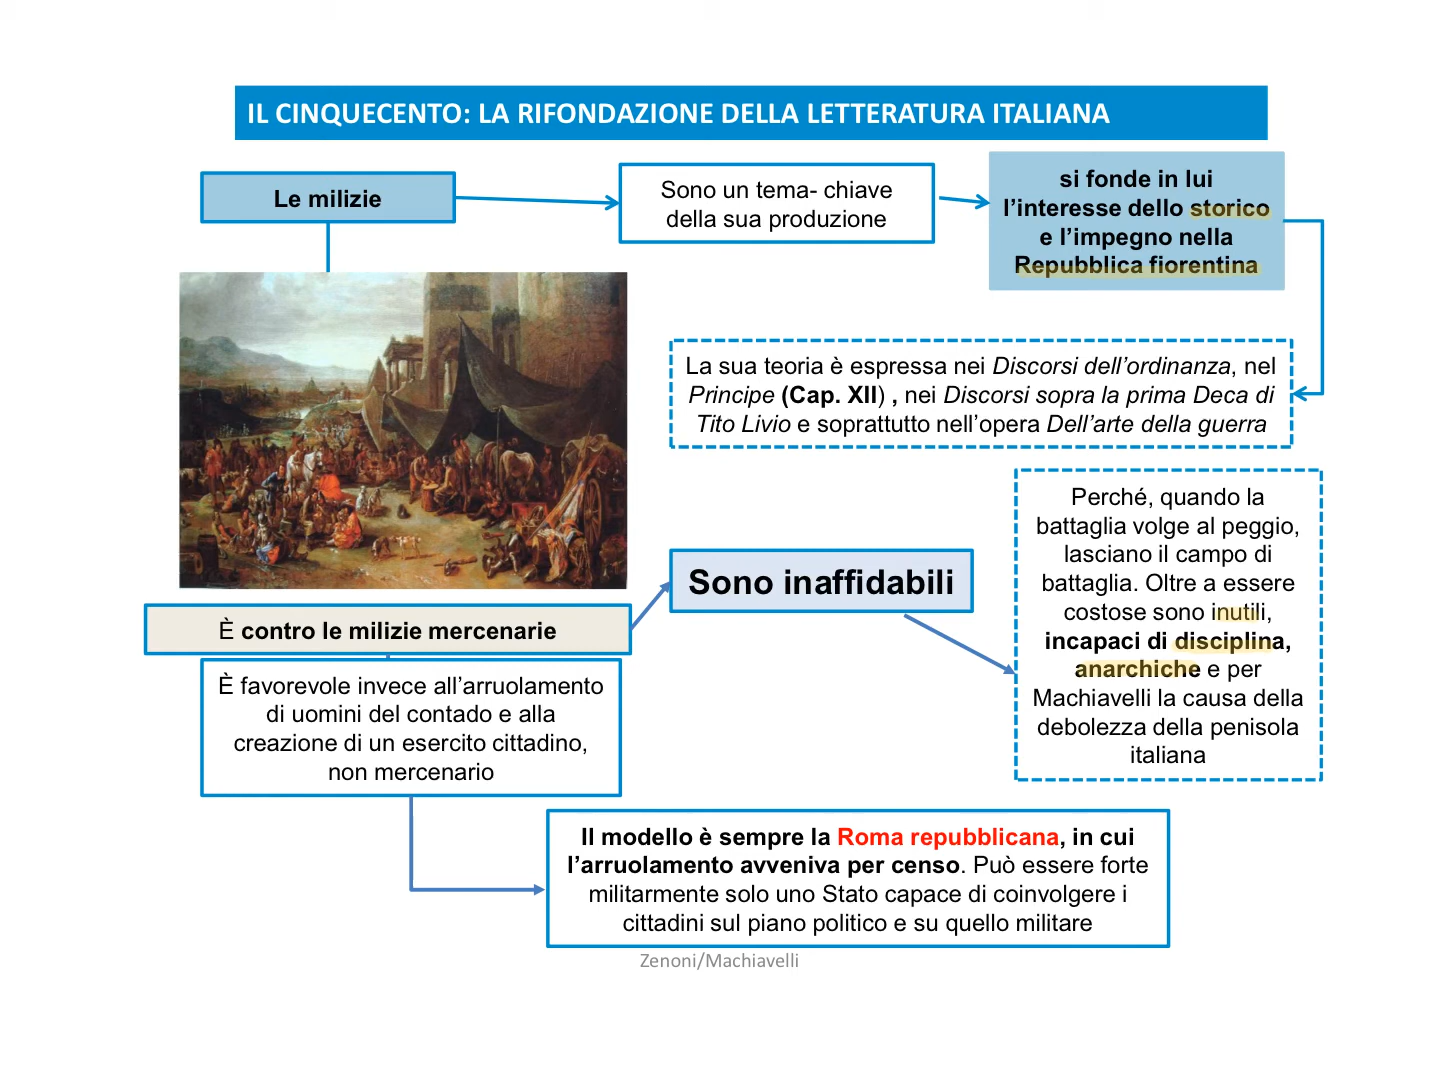 IL CINQUECENTO: LA RIFONDAZIONE DELLA LETTERATURA ITALIANA
Le milizie
Sono un tema- chiave
della sua produzione
si fonde in lui
l’interesse dello storico
e l’impegno nella
Repubblica fiorentina
La sua teoria è espressa nei Discorsi dell’ordinanza, nel
Principe (Cap. XII) , nei Discorsi sopra la prima Deca di
Tito Livio e soprattutto nell’opera Dell’arte della guerra
È contro le milizie mercenarie
Sono inaffidabili
Perché, quando la
battaglia volge al peggio,
lasciano il campo di
battaglia. Oltre a essere
costose sono inutili,
incapaci di disciplina,
anarchiche e per
Machiavelli la causa della
debolezza della penisola
italiana
È favorevole invece all’arruolamento
di uomini del contado e alla
creazione di un esercito cittadino,
non mercenario
Il modello è sempre la Roma repubblicana, in cui
l’arruolamento avveniva per censo. Può essere forte
militarmente solo uno Stato capace di coinvolgere i
cittadini sul piano politico e su quello militare
Zenoni/Machiavelli